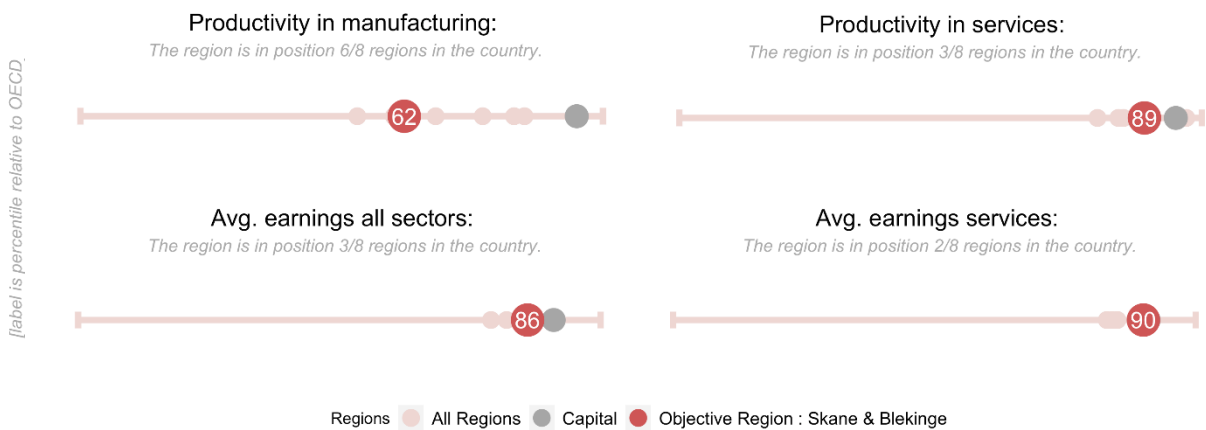 Productivity in manufacturing:
The region is in position 6/8 regions in the country.
62
Productivity in services:
The region is in position 3/8 regions in the country.
89
[label is percentile relative to OECD
Avg. earnings all sectors:
The region is in position 3/8 regions in the country.
86
Avg. earnings services:
The region is in position 2/8 regions in the country.
90
Regions All Regions Capital Objective Region : Skane & Blekinge